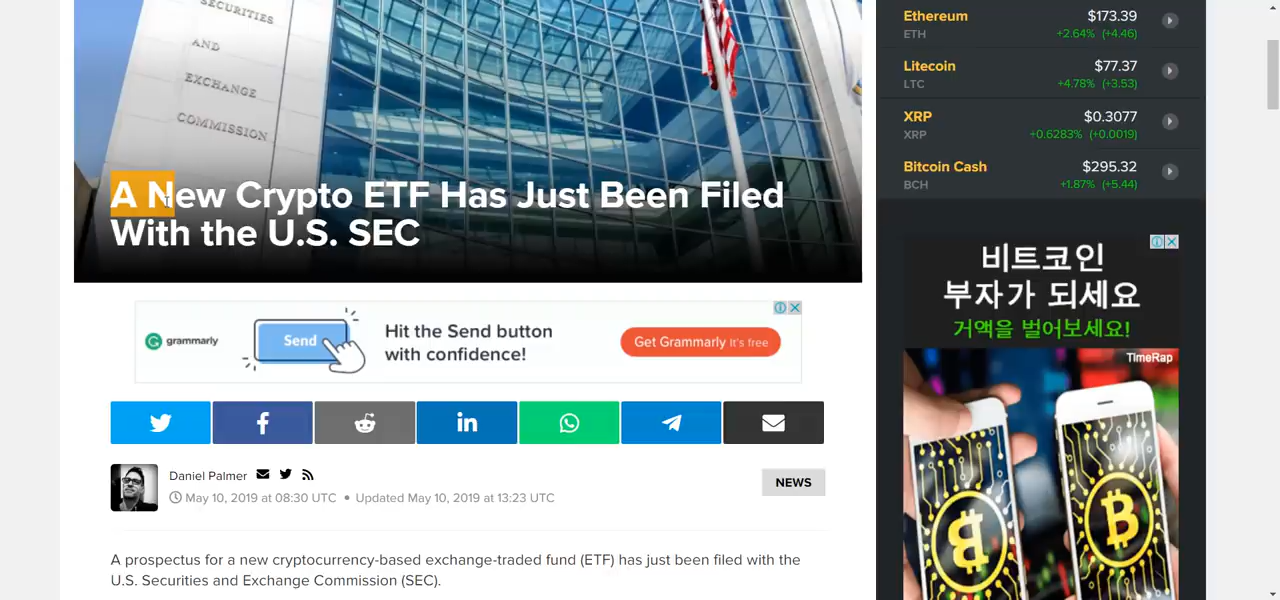 SECURITIES
AND
EXCHANGE
COMMISSION
A New Crypto ETF Has Just Been Filed
With the U.S. SEC
grammarly
Send
Hit the Send button
with confidence!
Get Grammarly It's free
Daniel Palmer
May 10, 2019 at 08:30 UTC • Updated May 10, 2019 at 13:23 UTC
NEWS
A prospectus for a new cryptocurrency-based exchange-traded fund (ETF) has just been filed with the
U.S. Securities and Exchange Commission (SEC).
Ethereum $173.39
ETH +2.64% (+4.46)
Litecoin $77.37
LTC +4.78% (+3.53)
XRP $0.3077
XRP +0.6283% (+0.0019)
Bitcoin Cash $295.32
BCH +1.87% (+5.44)
비트코인
부자가 되세요
거액을 벌어보세요!
TimeRap